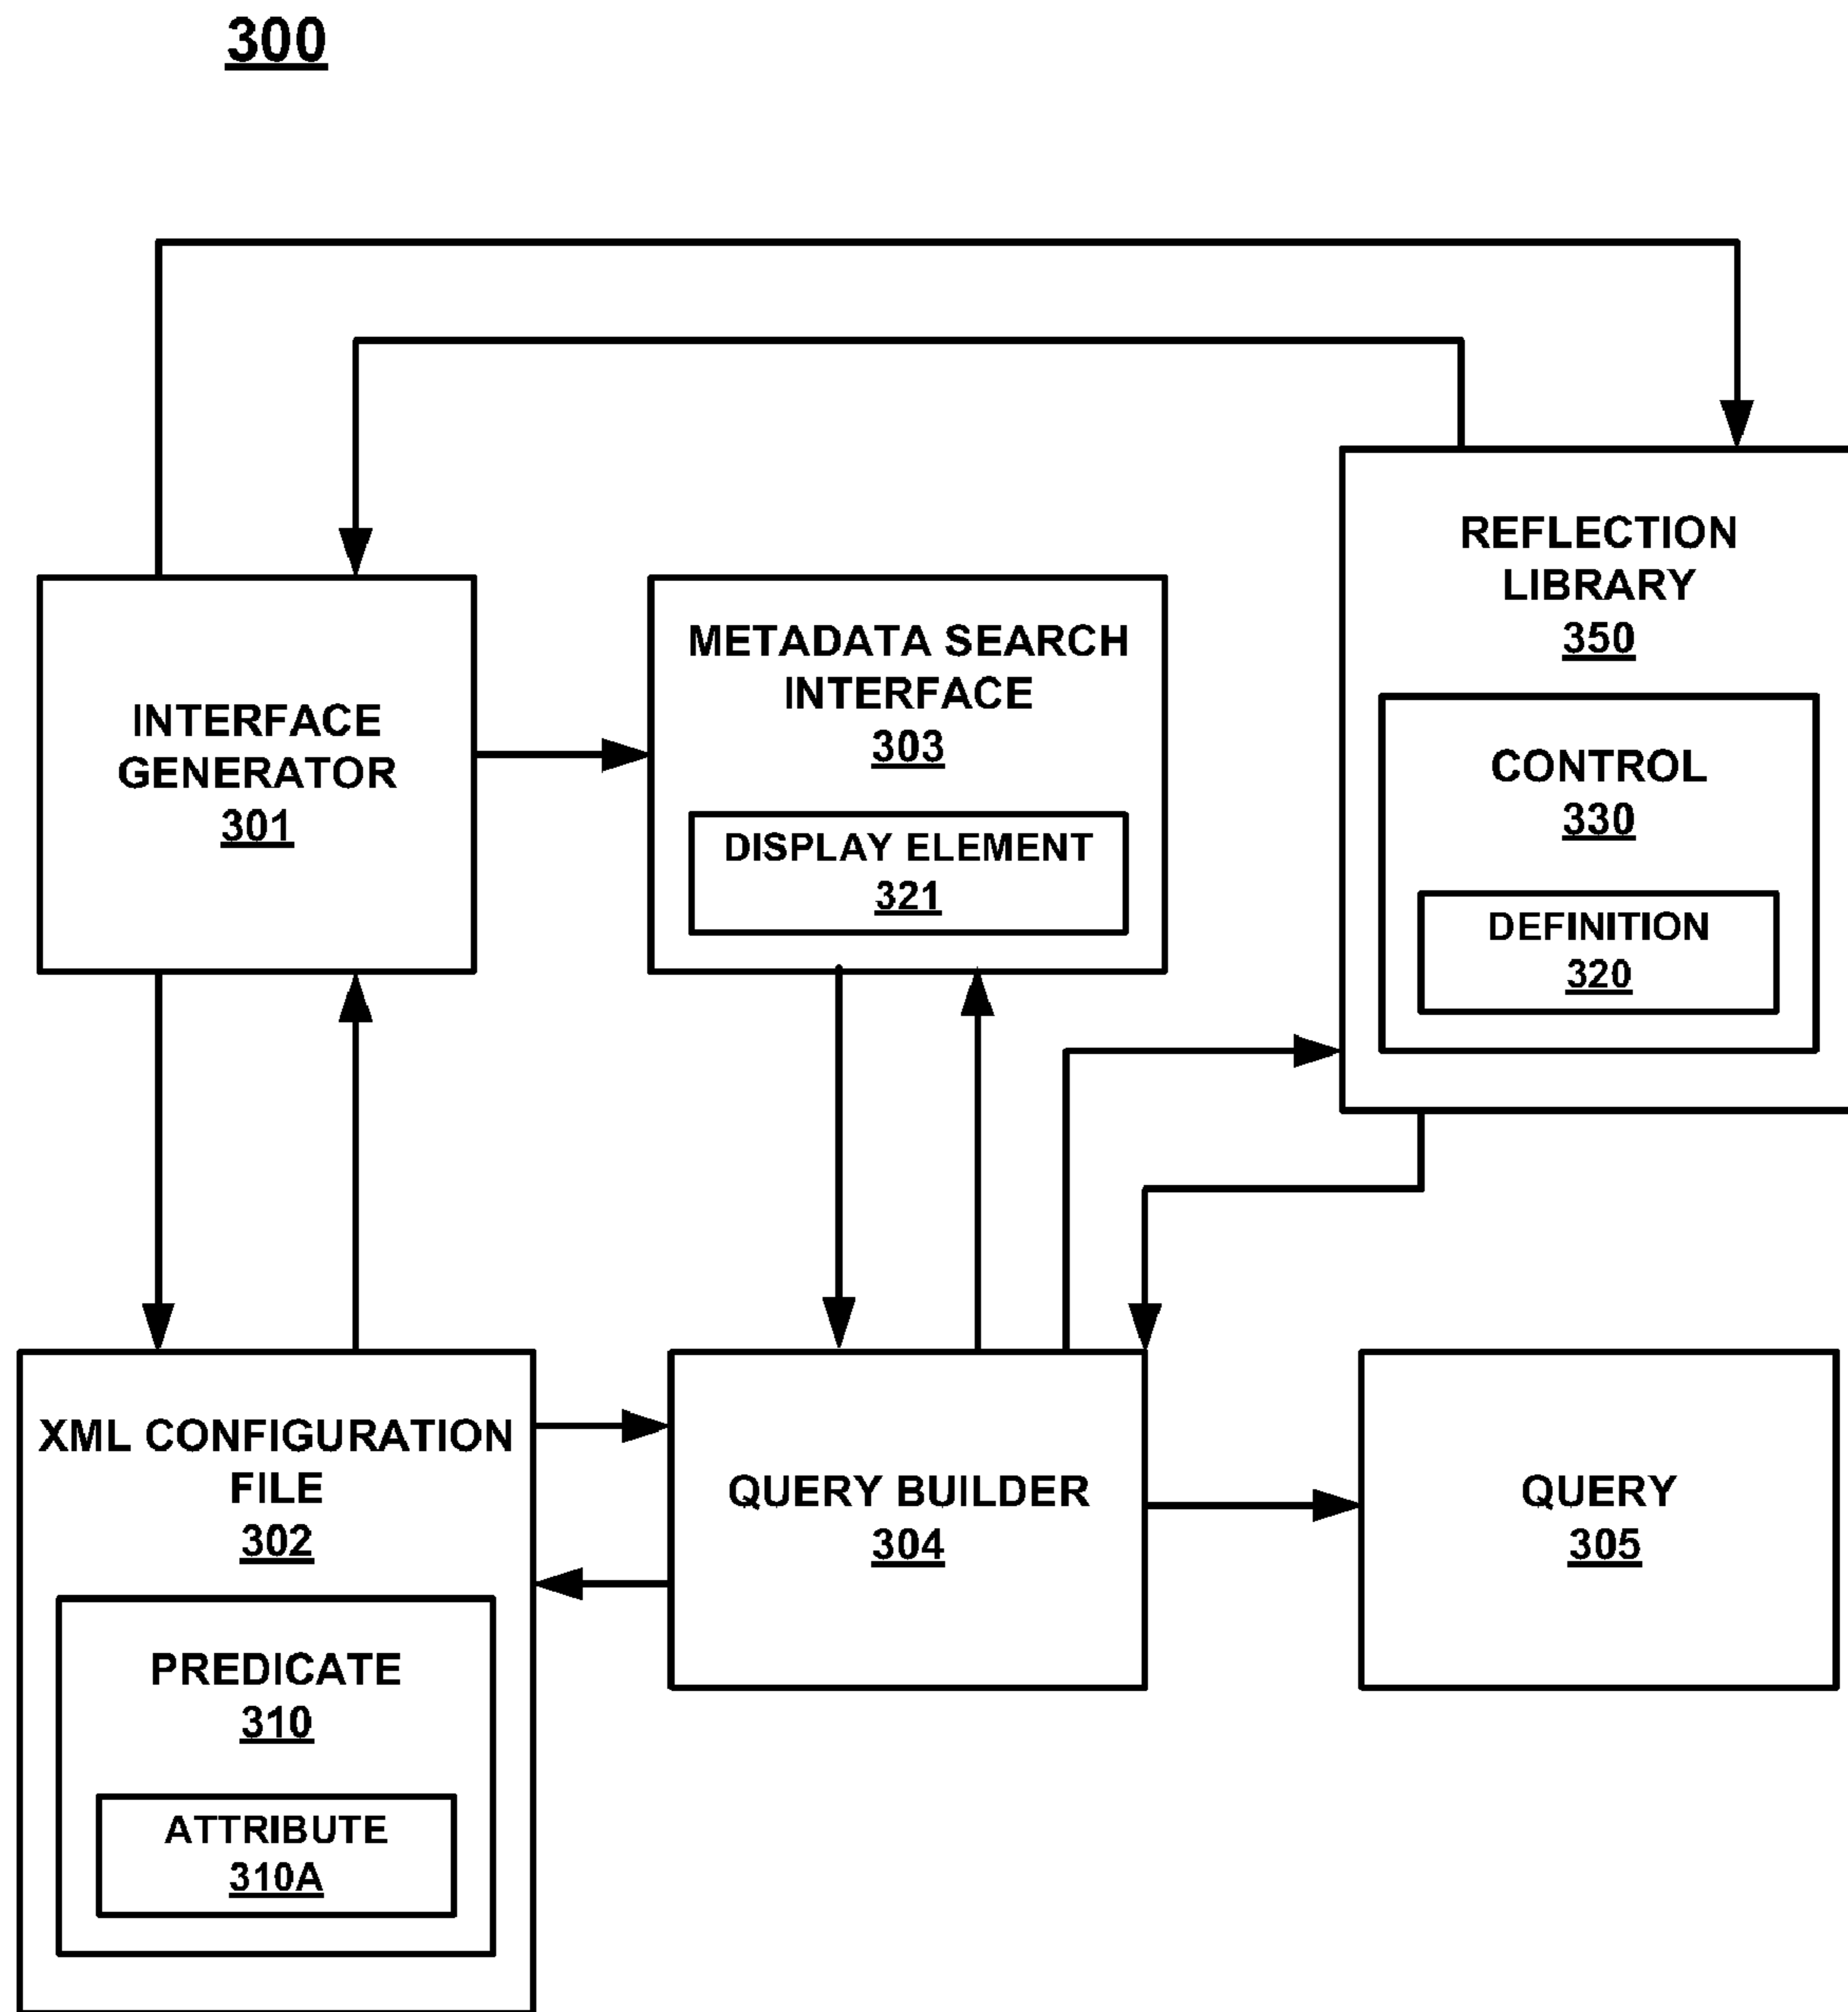 300
REFLECTION
LIBRARY
350
CONTROL
330
DEFINITION
320
INTERFACE
GENERATOR
301
METADATA SEARCH
INTERFACE
303
DISPLAY ELEMENT
321
XML CONFIGURATION
FILE
302
PREDICATE
310
ATTRIBUTE
310A
QUERY BUILDER
304
QUERY
305